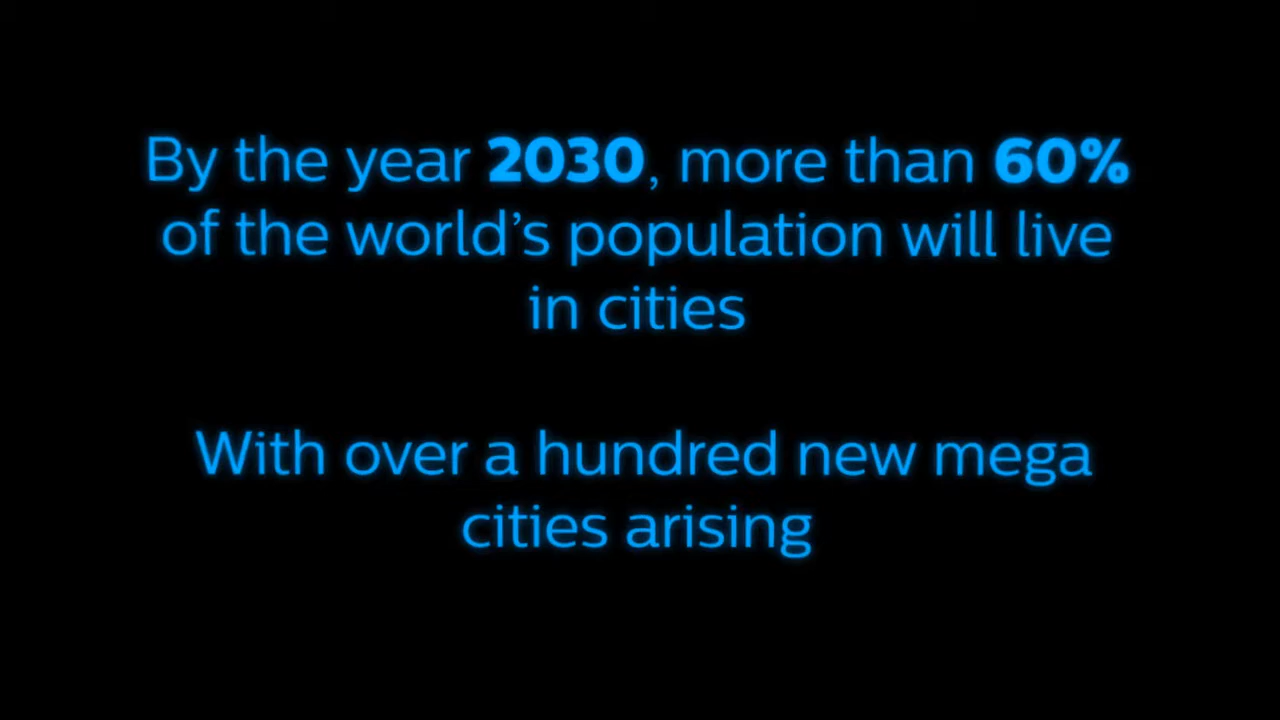 By the year 2030, more than 60%
of the world’s population will live
in cities
With over a hundred new mega
cities arising